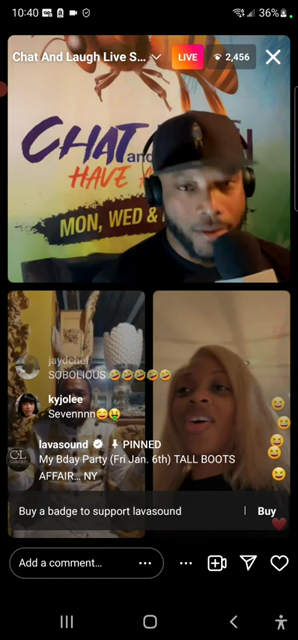 10:40
36%
Chat And Laugh Live S...
LIVE
2,456
CHAT and
HAVE A
MON, WED &
jaydchef
SOBOLIOUS 🤣🤣🤣🤣🤣
kyjolee
Sevennnn😅🤑
lavasound PINNED
My Bday Party (Fri Jan. 6th) TALL BOOTS
AFFAIR... NY
Buy a badge to support lavasound
Buy
Add a comment...